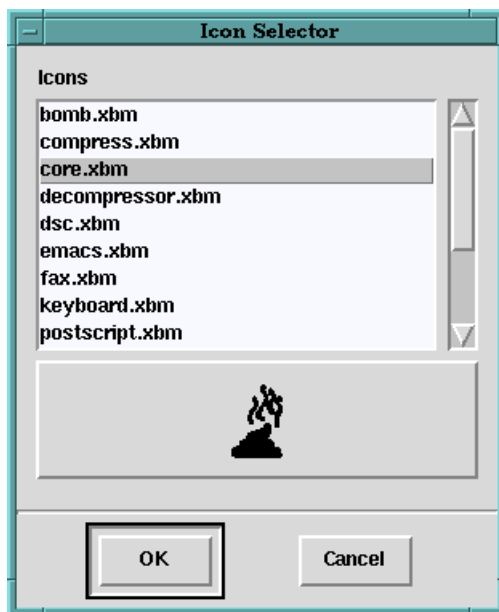 Icon Selector
Icons
bomb.xbm
compress.xbm
core.xbm
decompressor.xbm
dsc.xbm
emacs.xbm
fax.xbm
keyboard.xbm
postscript.xbm
OK
Cancel